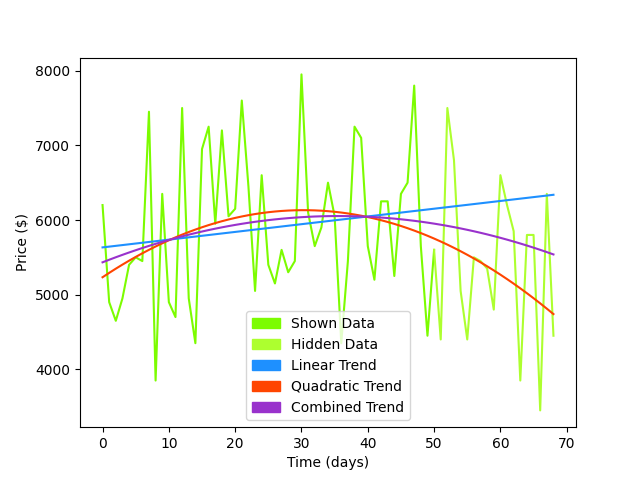 8000
7000
6000
5000
4000
Price ($)
Shown Data
Hidden Data
Linear Trend
Quadratic Trend
Combined Trend
0 10 20 30 40 50 60 70
Time (days)